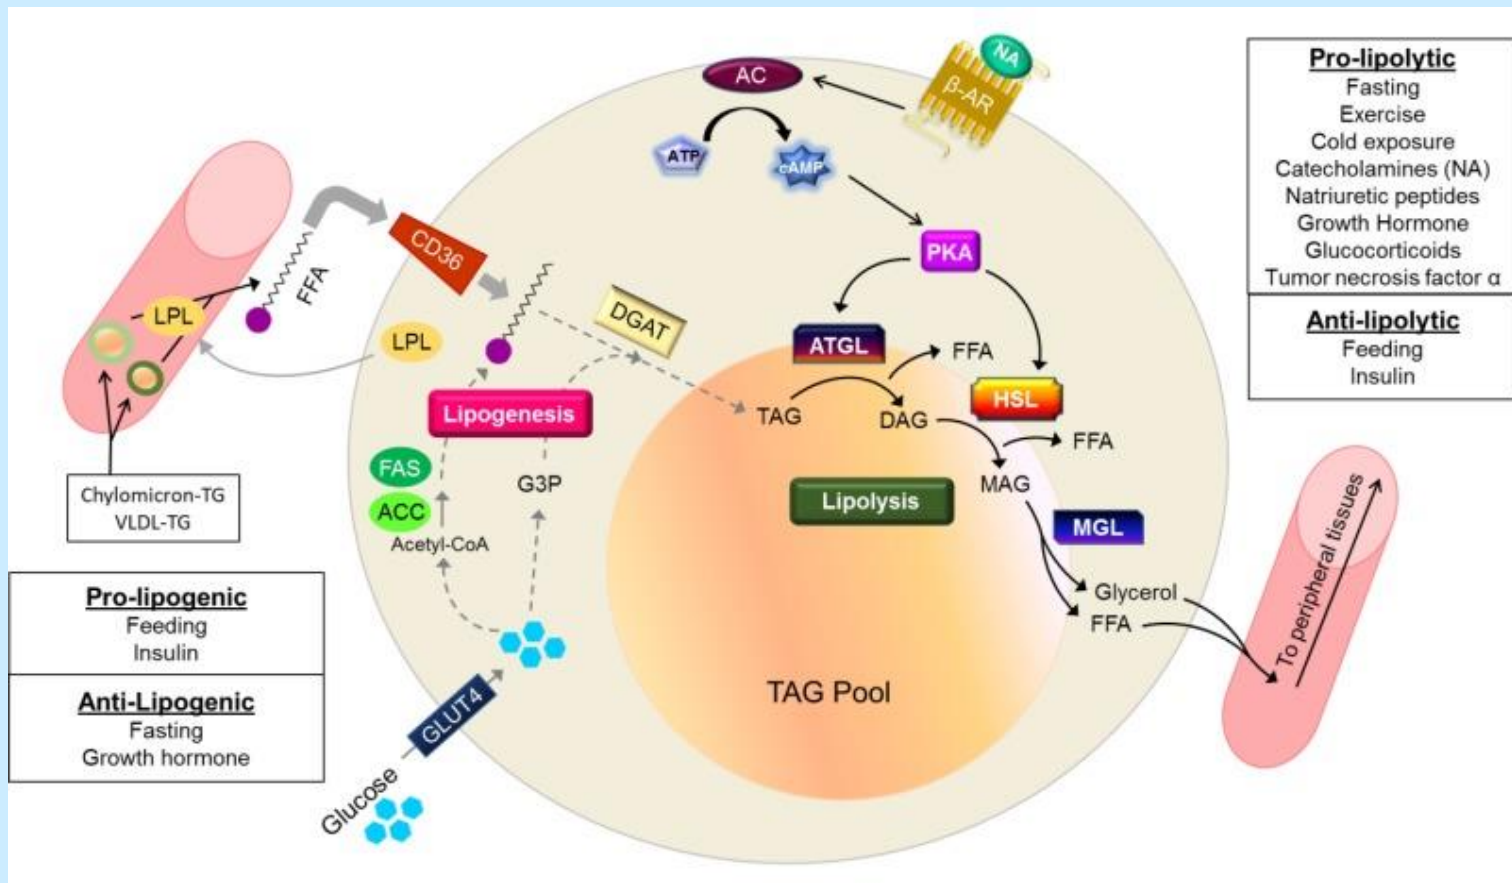 AC
NA
β-AR
ATP
cAMP
PKA
CD36
FFA
LPL
LPL
DGAT
ATGL
FFA
HSL
TAG
DAG
FFA
MAG
Lipogenesis
FAS
ACC
Acetyl-CoA
G3P
Lipolysis
MGL
Glycerol
FFA
TAG Pool
GLUT4
Glucose
To peripheral tissues
Chylomicron-TG
VLDL-TG
Pro-lipogenic
Feeding
Insulin
Anti-Lipogenic
Fasting
Growth hormone
Pro-lipolytic
Fasting
Exercise
Cold exposure
Catecholamines (NA)
Natriuretic peptides
Growth Hormone
Glucocorticoids
Tumor necrosis factor α
Anti-lipolytic
Feeding
Insulin